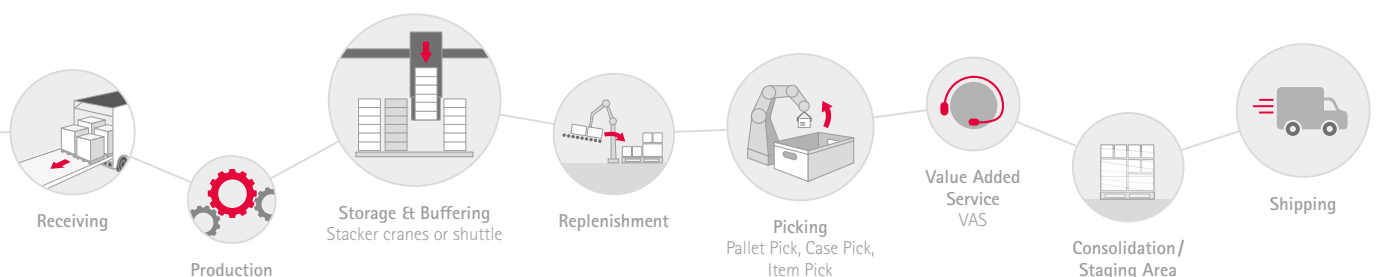 Receiving
Production
Storage & Buffering
Stacker cranes or shuttle
Replenishment
Picking
Pallet Pick, Case Pick,
Item Pick
Value Added
Service
VAS
Consolidation/
Staging Area
Shipping